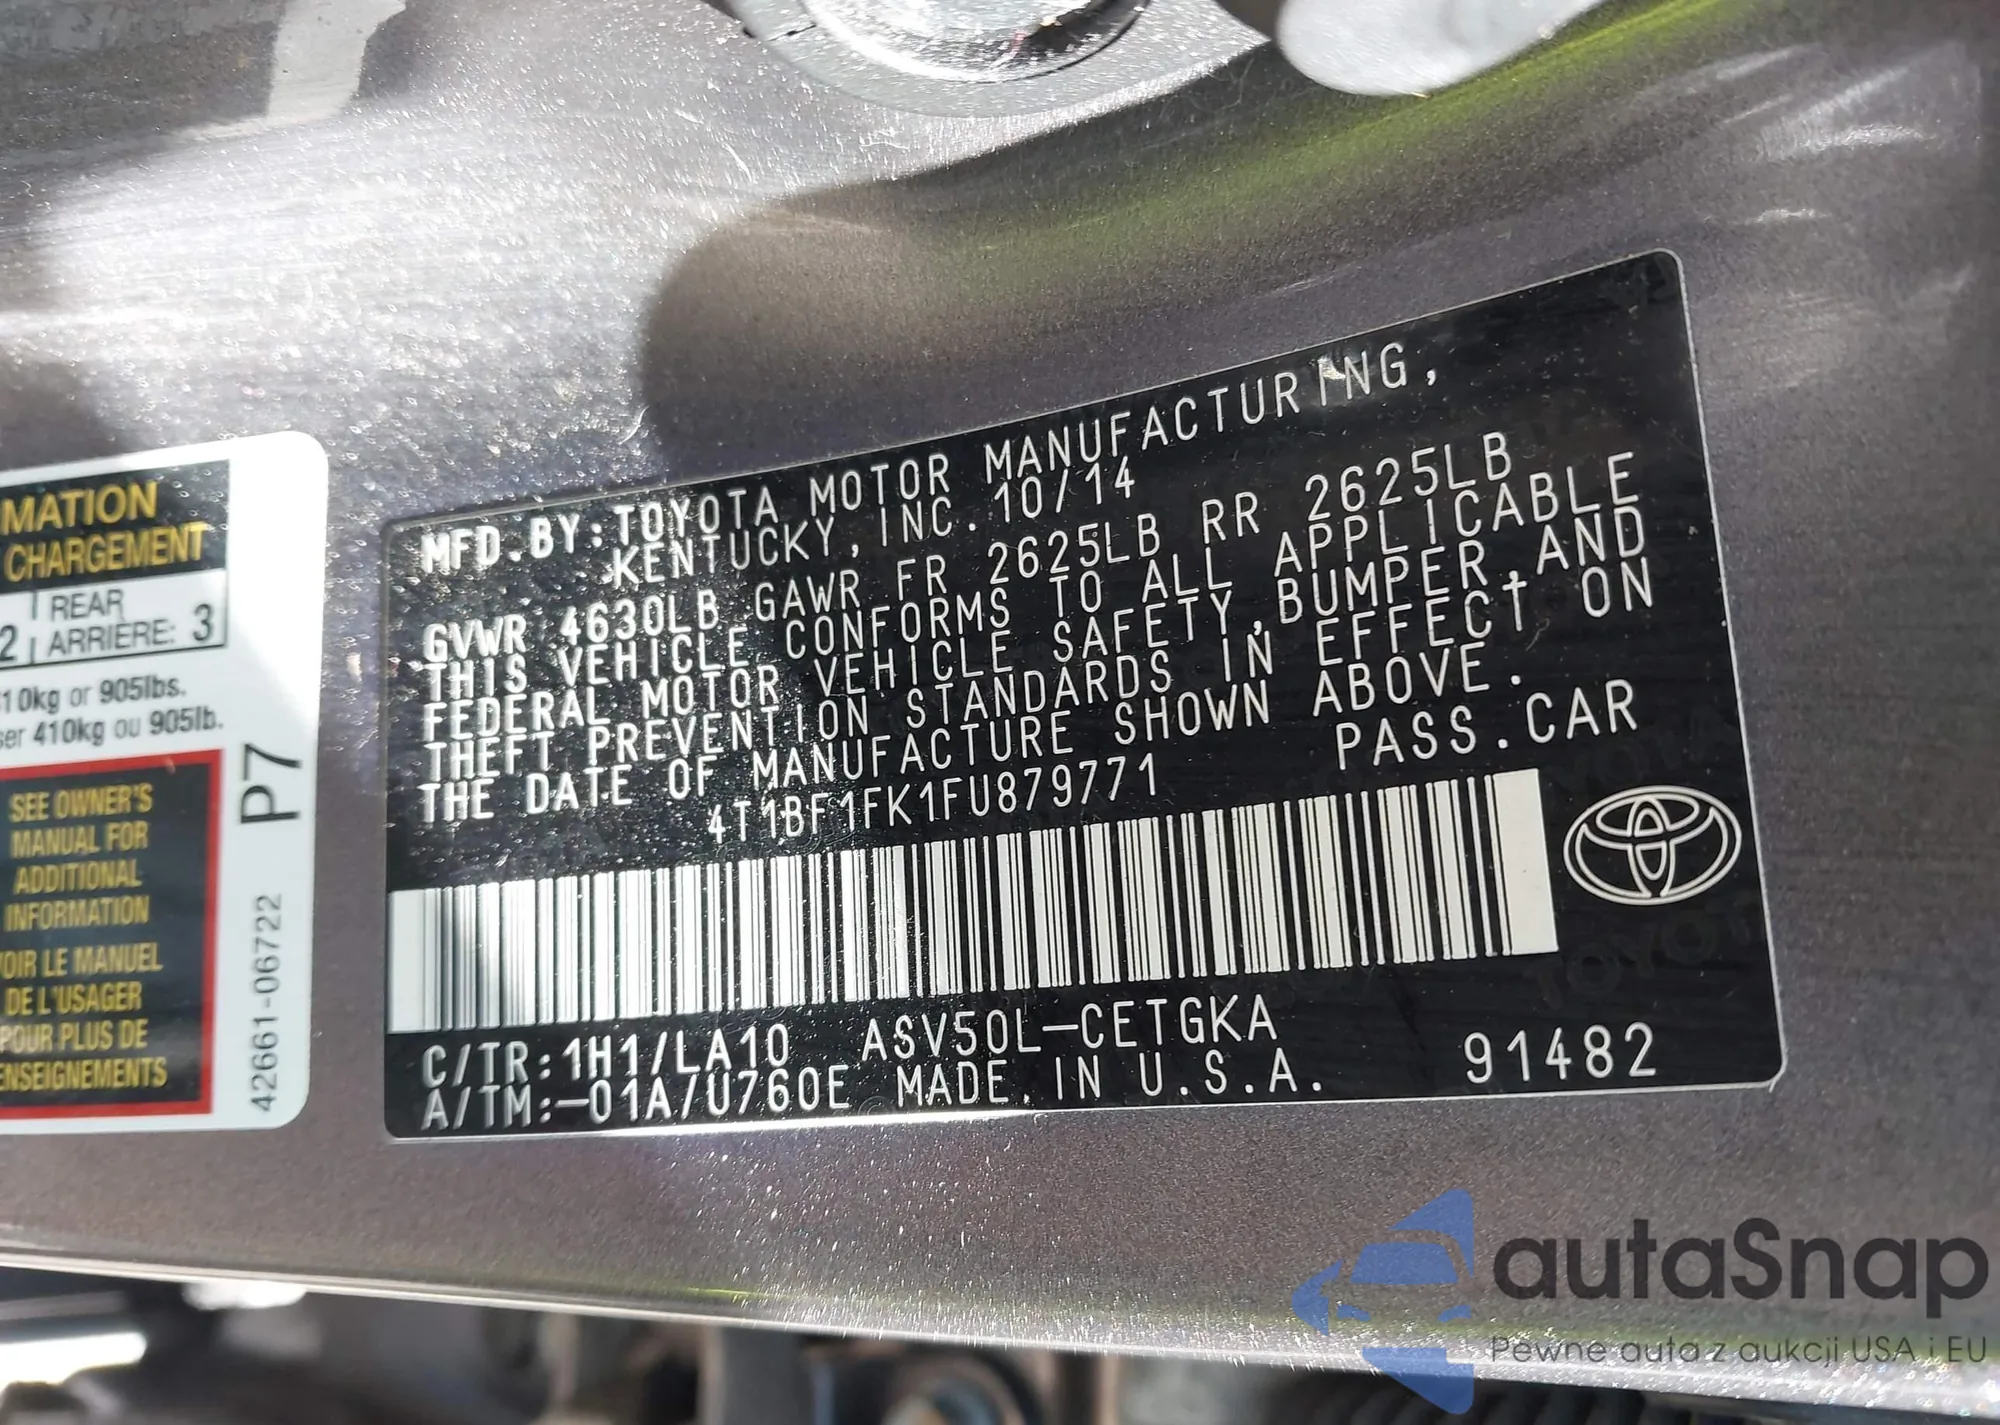 MATION
CHARGEMENT
2 | REAR
ARRIÈRE: 3
10kg or 905lbs.
ser 410kg ou 905lb.
SEE OWNER'S
MANUAL FOR
ADDITIONAL
INFORMATION
OIR LE MANUEL
DE L'USAGER
POUR PLUS DE
ENSEIGNEMENTS
P7
42661-06722
MFD.BY:TOYOTA MOTOR MANUFACTURING,
KENTUCKY,INC.10/14
GVWR 4630LB GAWR FR 2625LB RR 2625LB
THIS VEHICLE CONFORMS TO ALL APPLICABLE
FEDERAL MOTOR VEHICLE SAFETY,BUMPER,AND
THEFT PREVENTION STANDARDS IN EFFECT ON
THE DATE OF MANUFACTURE SHOWN ABOVE.
4T1BF1FK1FU879771 PASS.CAR
C/TR:1H1/LA10 ASV50L-CETGKA
A/TM:-01A/U760E MADE IN U.S.A. 91482
autaSnap
Pewne auta z aukcji USA i EU